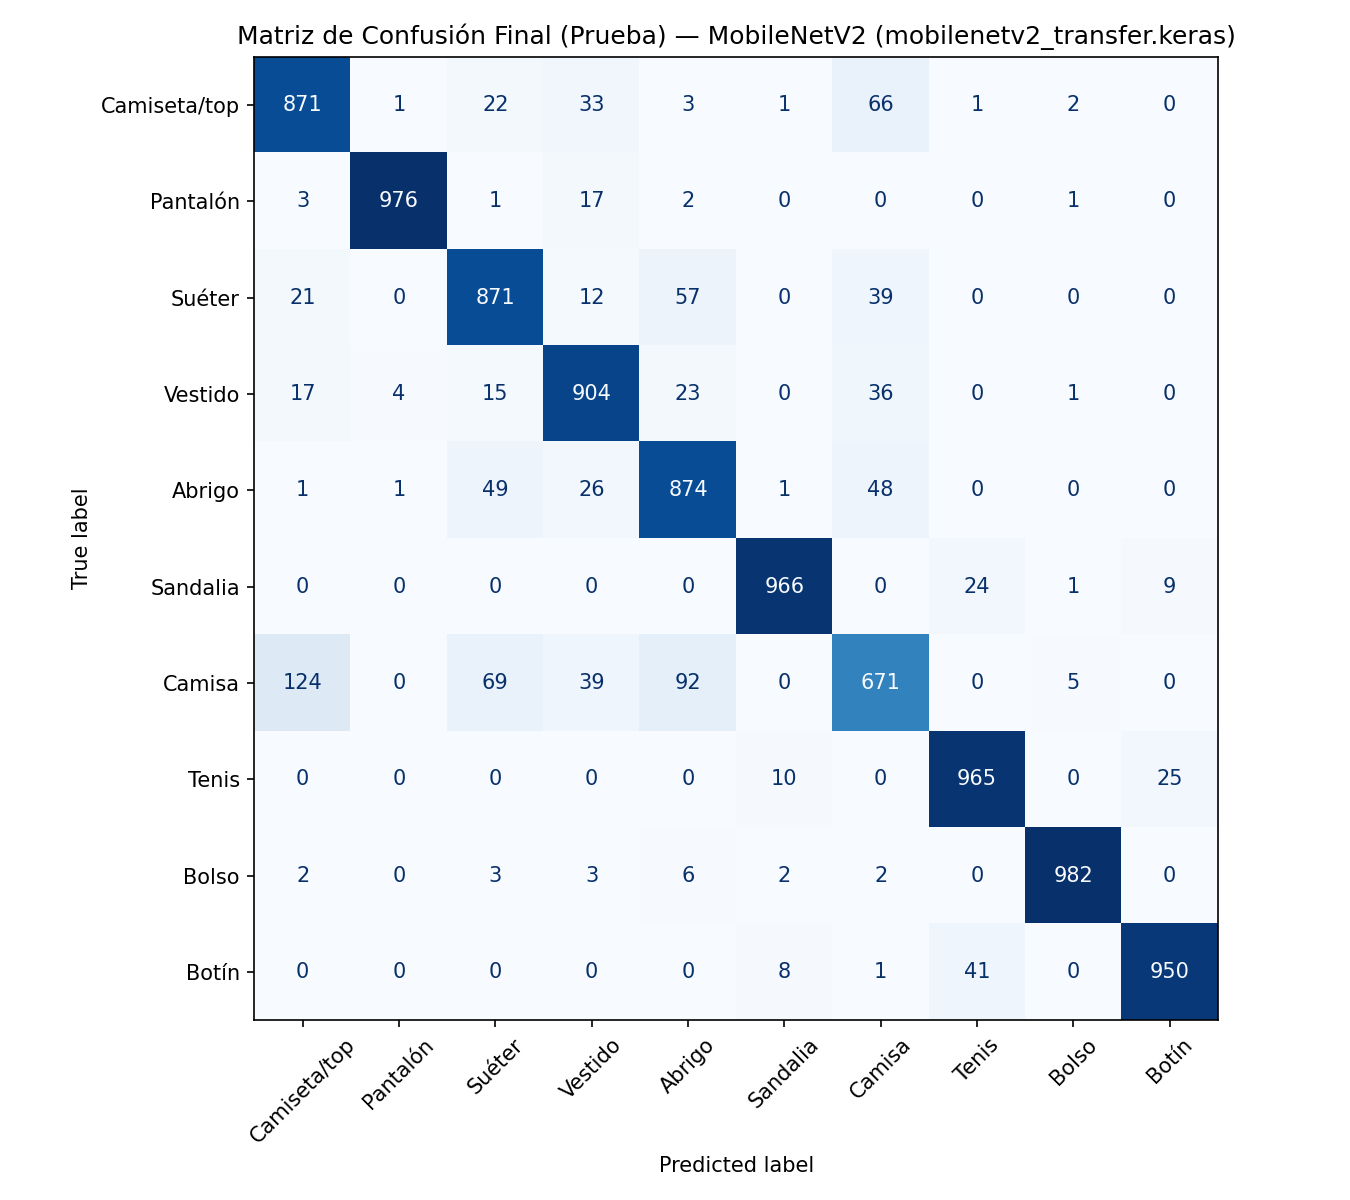 Matriz de Confusión Final (Prueba) — MobileNetV2 (mobilenetv2_transfer.keras)
Camiseta/top 871 1 22 33 3 1 66 1 2 0
Pantalón 3 976 1 17 2 0 0 0 1 0
Suéter 21 0 871 12 57 0 39 0 0 0
Vestido 17 4 15 904 23 0 36 0 1 0
Abrigo 1 1 49 26 874 1 48 0 0 0
Sandalia 0 0 0 0 0 966 0 24 1 9
Camisa 124 0 69 39 92 0 671 0 5 0
Tenis 0 0 0 0 0 10 0 965 0 25
Bolso 2 0 3 3 6 2 2 0 982 0
Botín 0 0 0 0 0 8 1 41 0 950
True label
Camiseta/top Pantalón Suéter Vestido Abrigo Sandalia Camisa Tenis Bolso Botín
Predicted label